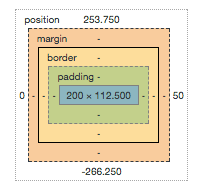 position 253.750
margin -
border -
padding -
0 - - - 200 × 112.500 - - - 50
-
-
-
-266.250